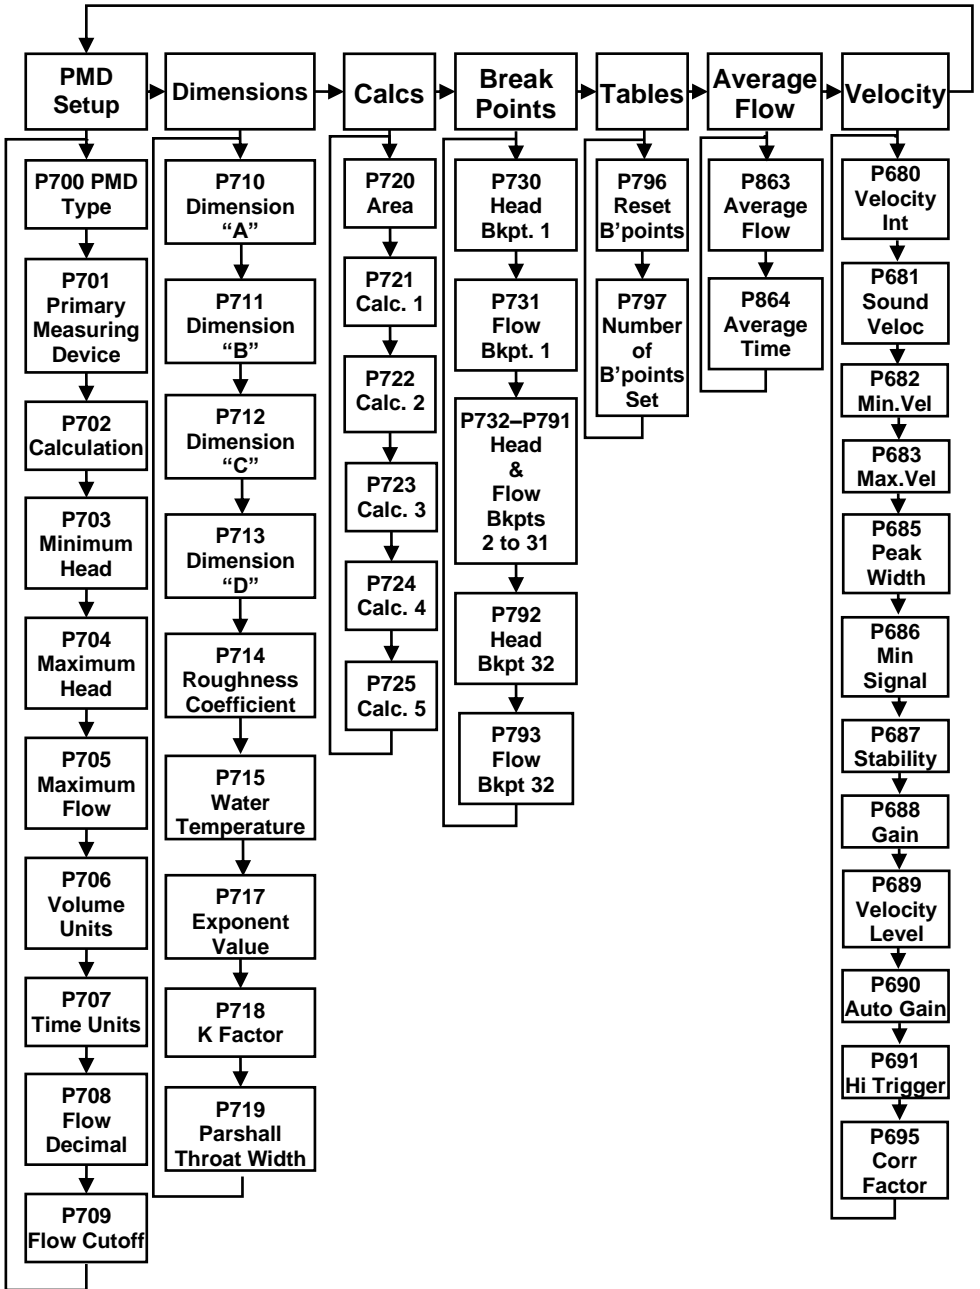 PMD
Setup
Dimensions
Calcs
Break
Points
Tables
Average
Flow
Velocity
P700 PMD
Type
P701
Primary
Measuring
Device
P702
Calculation
P703
Minimum
Head
P704
Maximum
Head
P705
Maximum
Flow
P706
Volume
Units
P707
Time Units
P708
Flow
Decimal
P709
Flow Cutoff
P710
Dimension
“A”
P711
Dimension
“B”
P712
Dimension
“C”
P713
Dimension
“D”
P714
Roughness
Coefficient
P715
Water
Temperature
P717
Exponent
Value
P718
K Factor
P719
Parshall
Throat Width
P720
Area
P721
Calc. 1
P722
Calc. 2
P723
Calc. 3
P724
Calc. 4
P725
Calc. 5
P730
Head
Bkpt. 1
P731
Flow
Bkpt. 1
P732–P791
Head
&
Flow
Bkpts
2 to 31
P792
Head
Bkpt 32
P793
Flow
Bkpt 32
P796
Reset
B’points
P797
Number
of
B’points
Set
P863
Average
Flow
P864
Average
Time
P680
Velocity
Int
P681
Sound
Veloc
P682
Min.Vel
P683
Max.Vel
P685
Peak
Width
P686
Min
Signal
P687
Stability
P688
Gain
P689
Velocity
Level
P690
Auto Gain
P691
Hi Trigger
P695
Corr
Factor